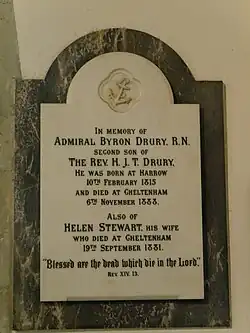 In memory of
Admiral Byron Drury, R.N.
second son of
The Rev. H. J. T. Drury,
He was born at Harrow
10th February 1815
and died at Cheltenham
6th November 1888.
Also of
Helen Stewart, his wife
who died at Cheltenham
19th September 1881.
"Blessed are the dead which die in the Lord."
Rev. XIV. 13.